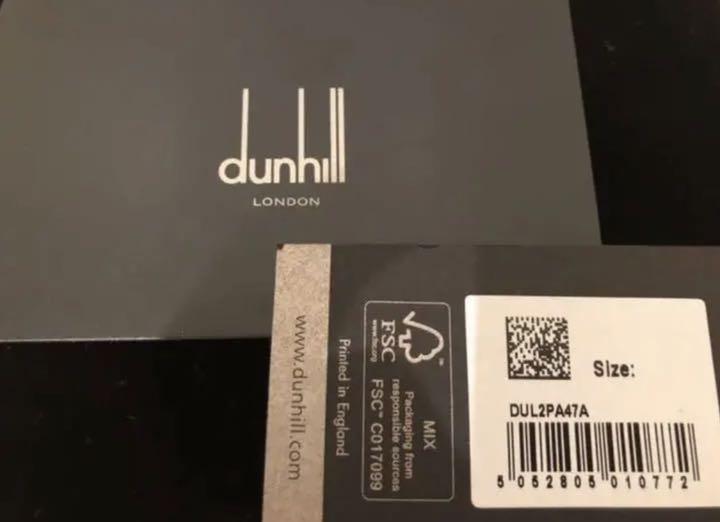 dunhill
LONDON
www.dunhill.com
Printed in England
FSC
www.fsc.org
MIX
Packaging from
responsible sources
FSC™ C017099
Size:
DUL2PA47A
5 052805 010772